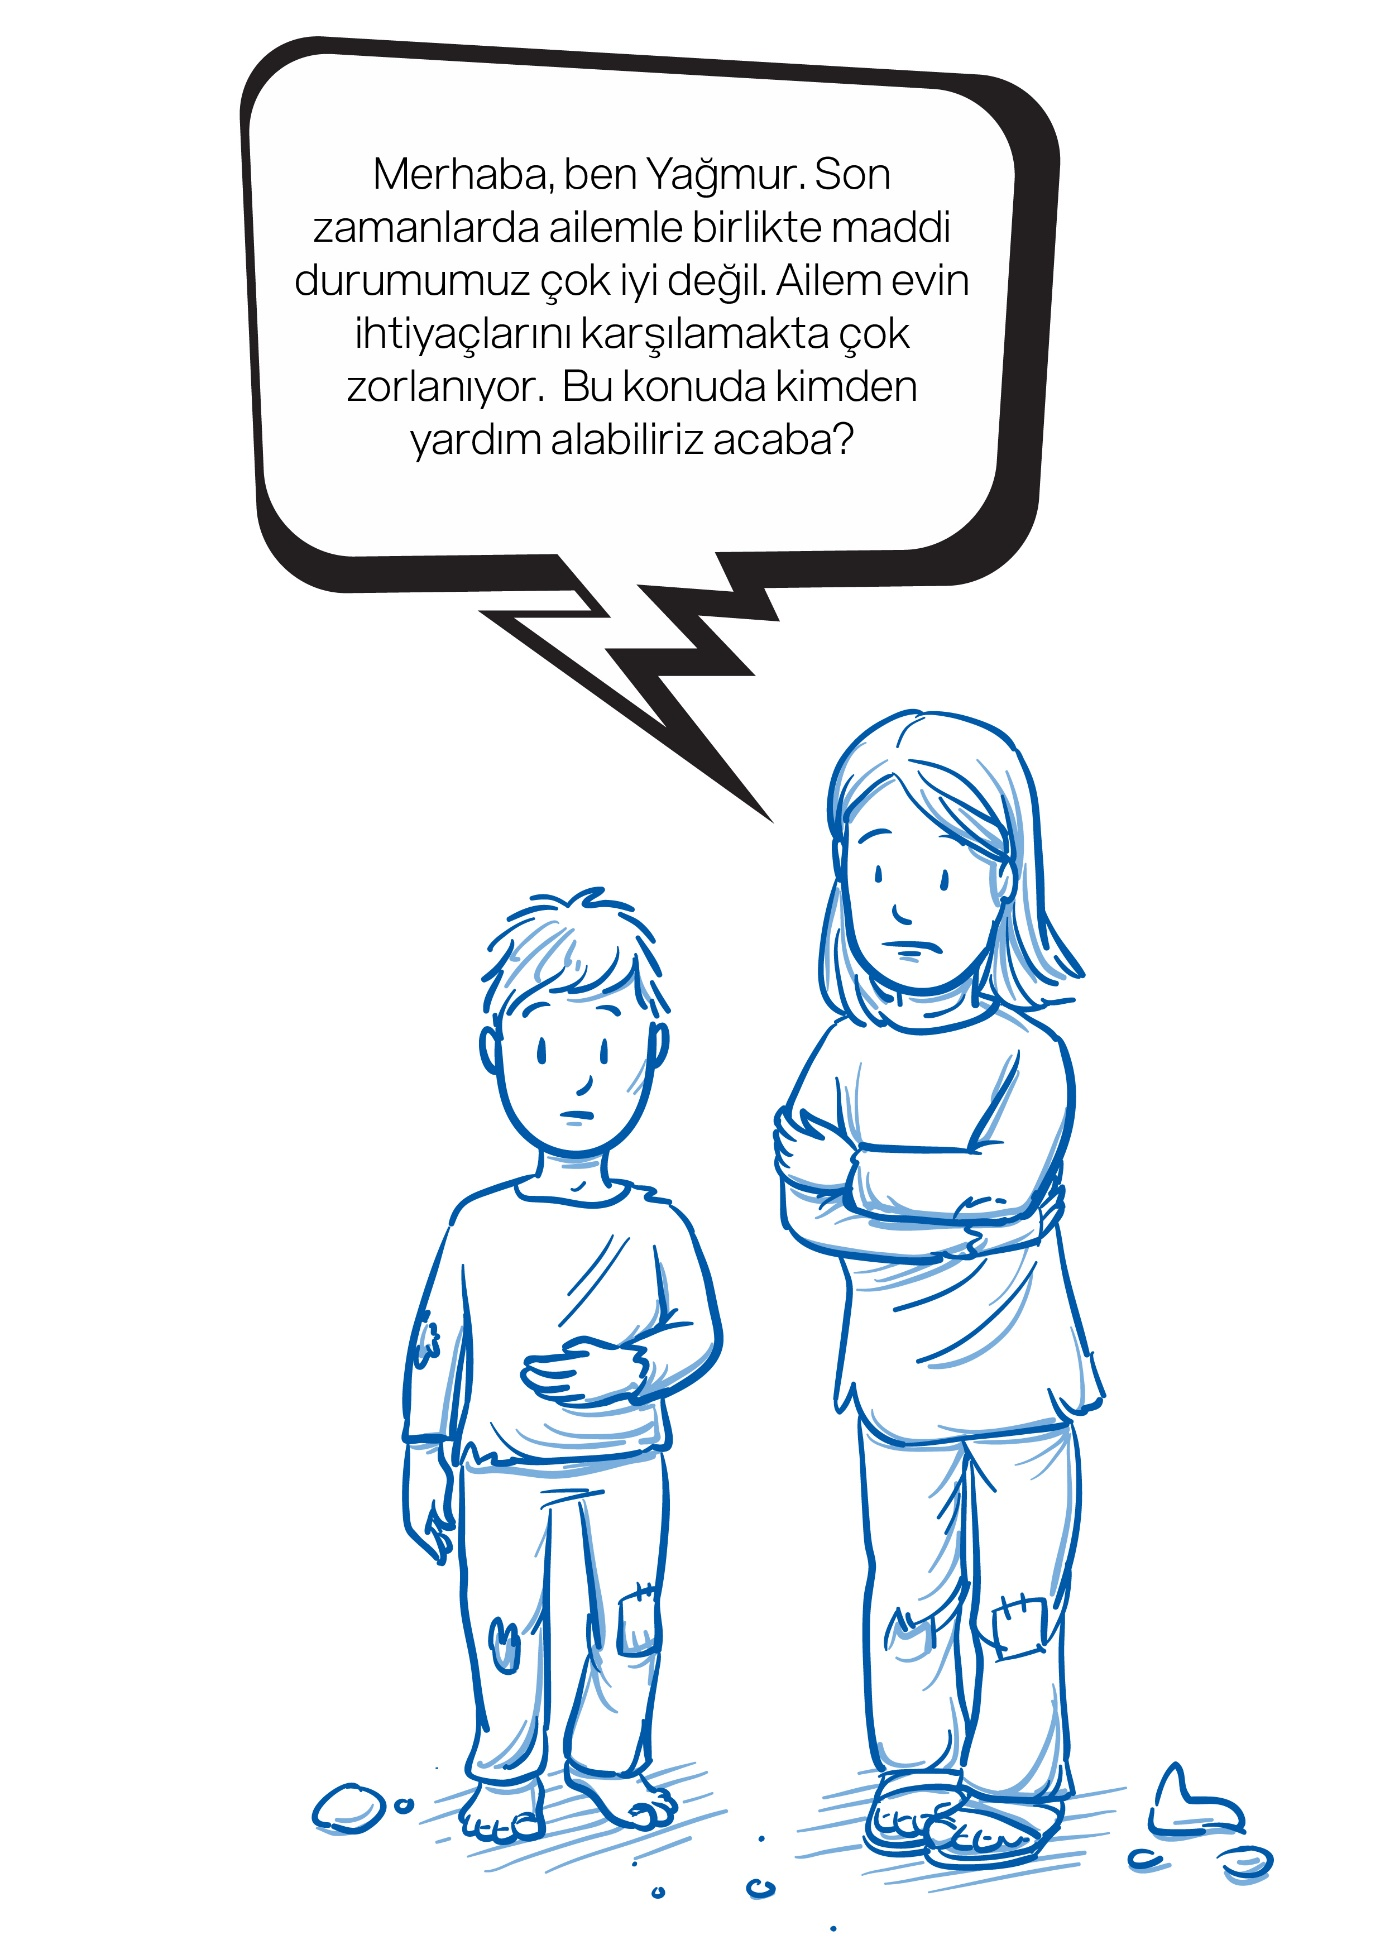 Merhaba, ben Yağmur. Son
zamanlarda ailemle birlikte maddi
durumumuz çok iyi değil. Ailem evin
ihtiyaçlarını karşılamakta çok
zorlanıyor.  Bu konuda kimden
yardım alabiliriz acaba?